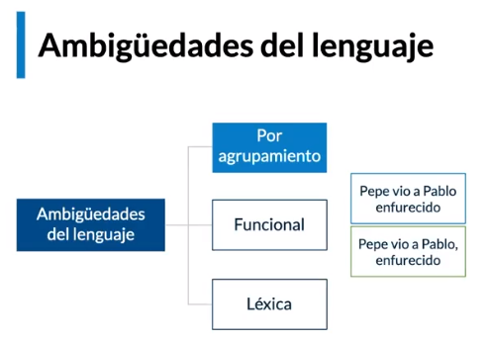 Ambigüedades del lenguaje
Por
agrupamiento
Ambigüedades
del lenguaje
Funcional
Léxica
Pepe vio a Pablo
enfurecido
Pepe vio a Pablo,
enfurecido